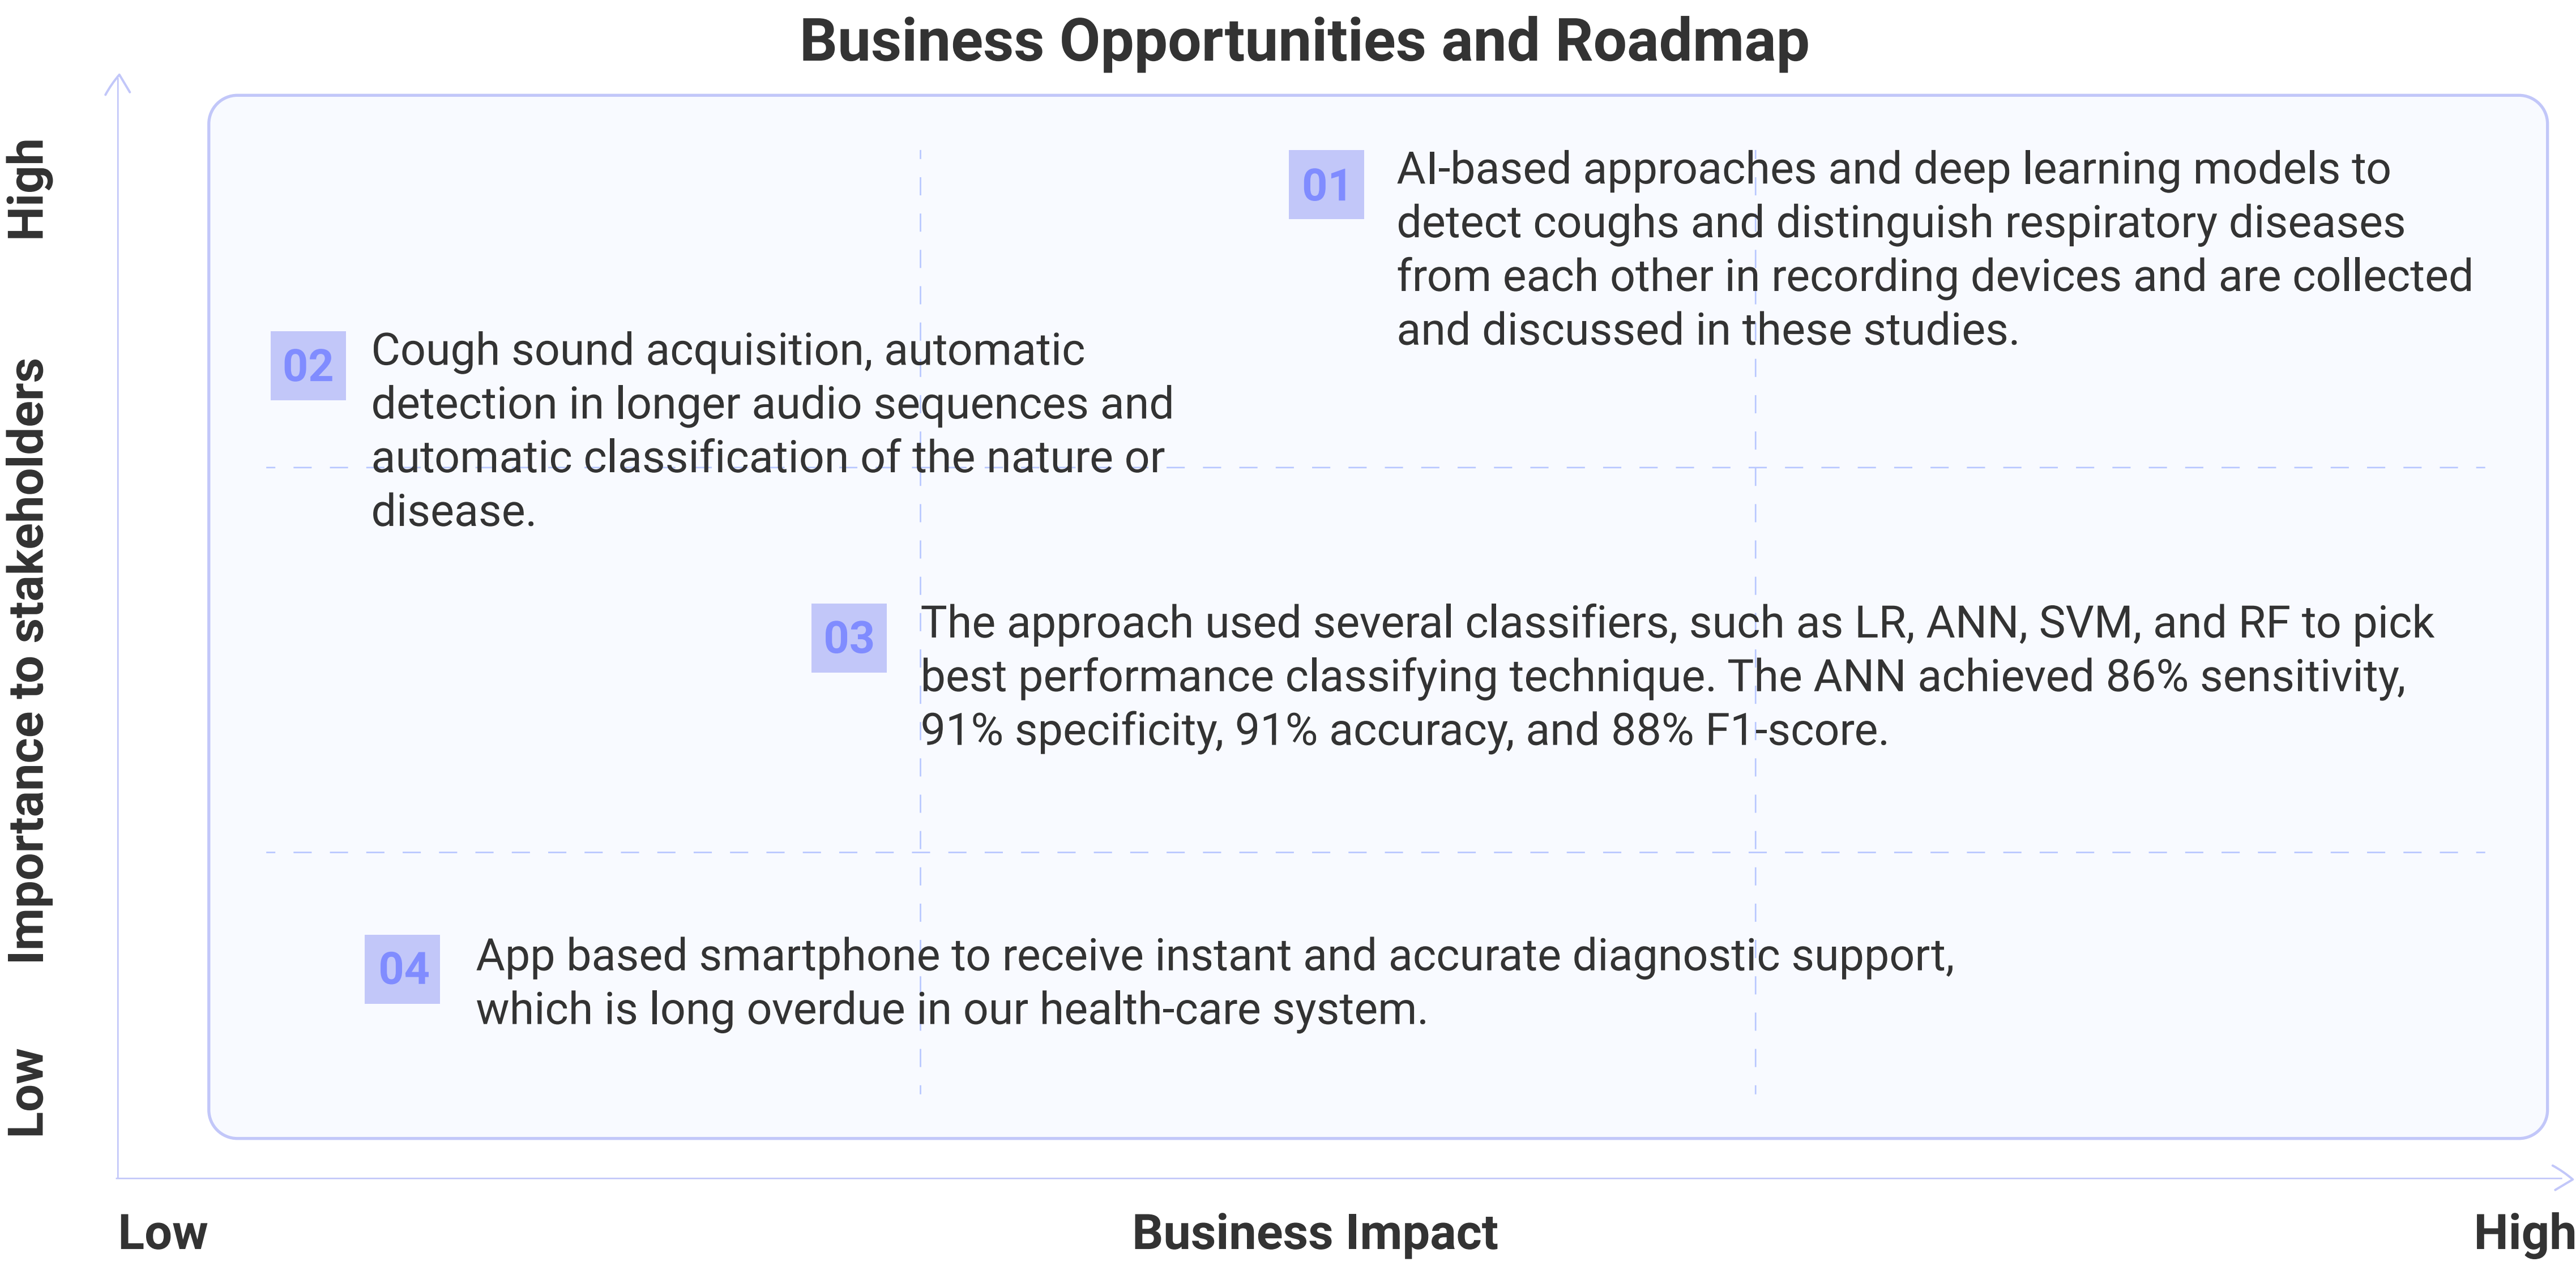 Business Opportunities and Roadmap
High
Importance to stakeholders
Low
01
AI-based approaches and deep learning models to
detect coughs and distinguish respiratory diseases
from each other in recording devices and are collected
and discussed in these studies.
02
Cough sound acquisition, automatic
detection in longer audio sequences and
automatic classification of the nature or
disease.
03
The approach used several classifiers, such as LR, ANN, SVM, and RF to pick
best performance classifying technique. The ANN achieved 86% sensitivity,
91% specificity, 91% accuracy, and 88% F1-score.
04
App based smartphone to receive instant and accurate diagnostic support,
which is long overdue in our health-care system.
Low
Business Impact
High